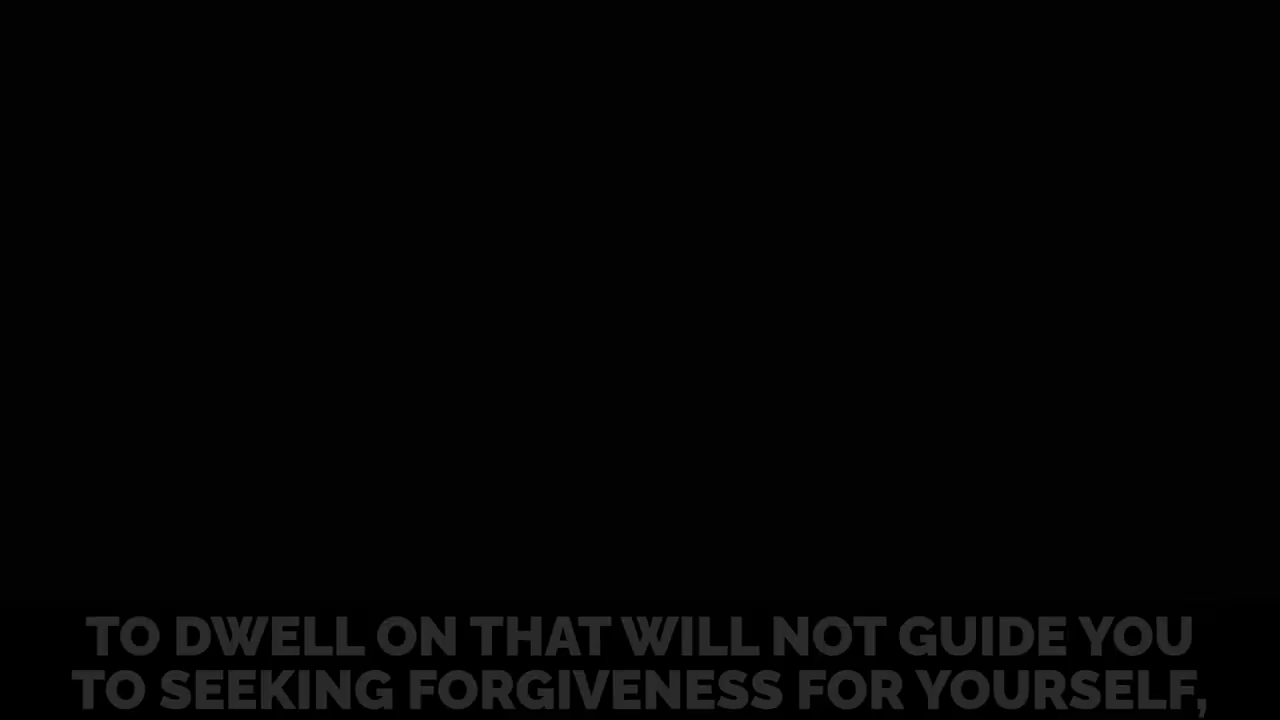 TO DWELL ON THAT WILL NOT GUIDE YOU
TO SEEKING FORGIVENESS FOR YOURSELF,